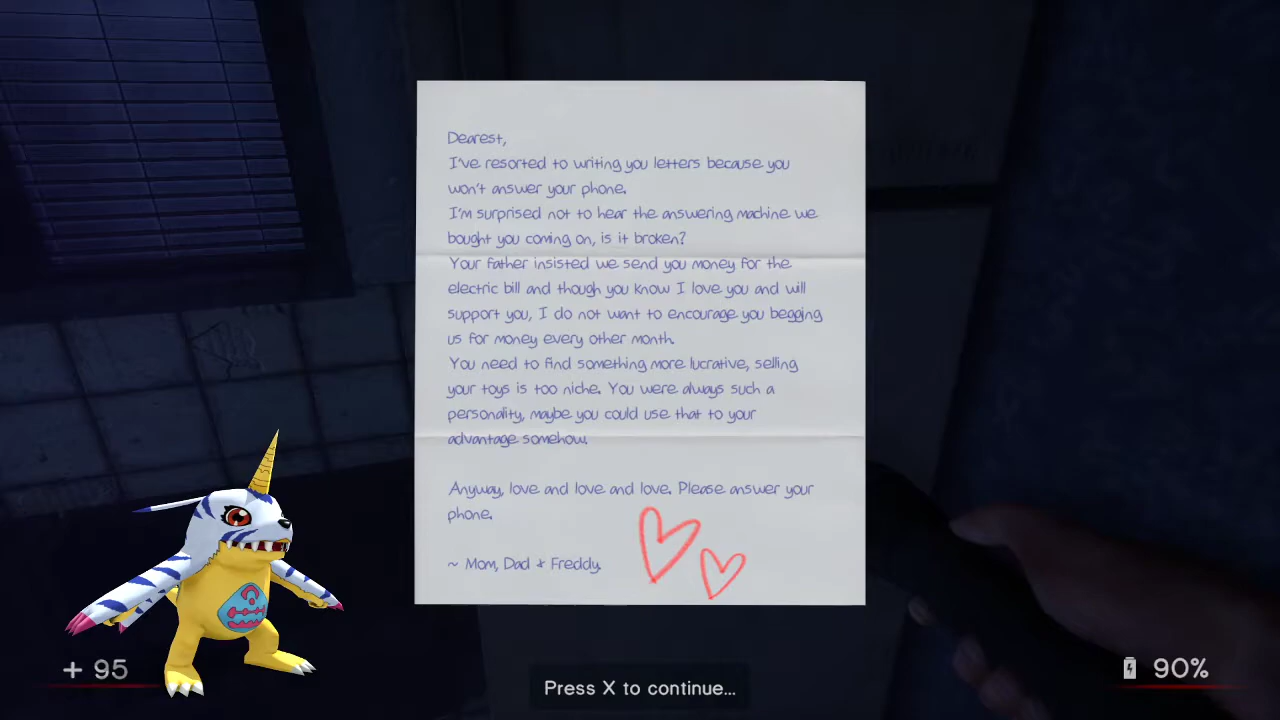 Dearest,
I've resorted to writing you letters because you
won't answer your phone.
I'm surprised not to hear the answering machine we
bought you coming on, is it broken?
Your father insisted we send you money for the
electric bill and though you know I love you and will
support you, I do not want to encourage you begging
us for money every other month.
You need to find something more lucrative, selling
your toys is too niche. You were always such a
personality, maybe you could use that to your
advantage somehow.
Anyway, love and love and love. Please answer your
phone.
~ Mom, Dad + Freddy.
+ 95
90%
Press X to continue...